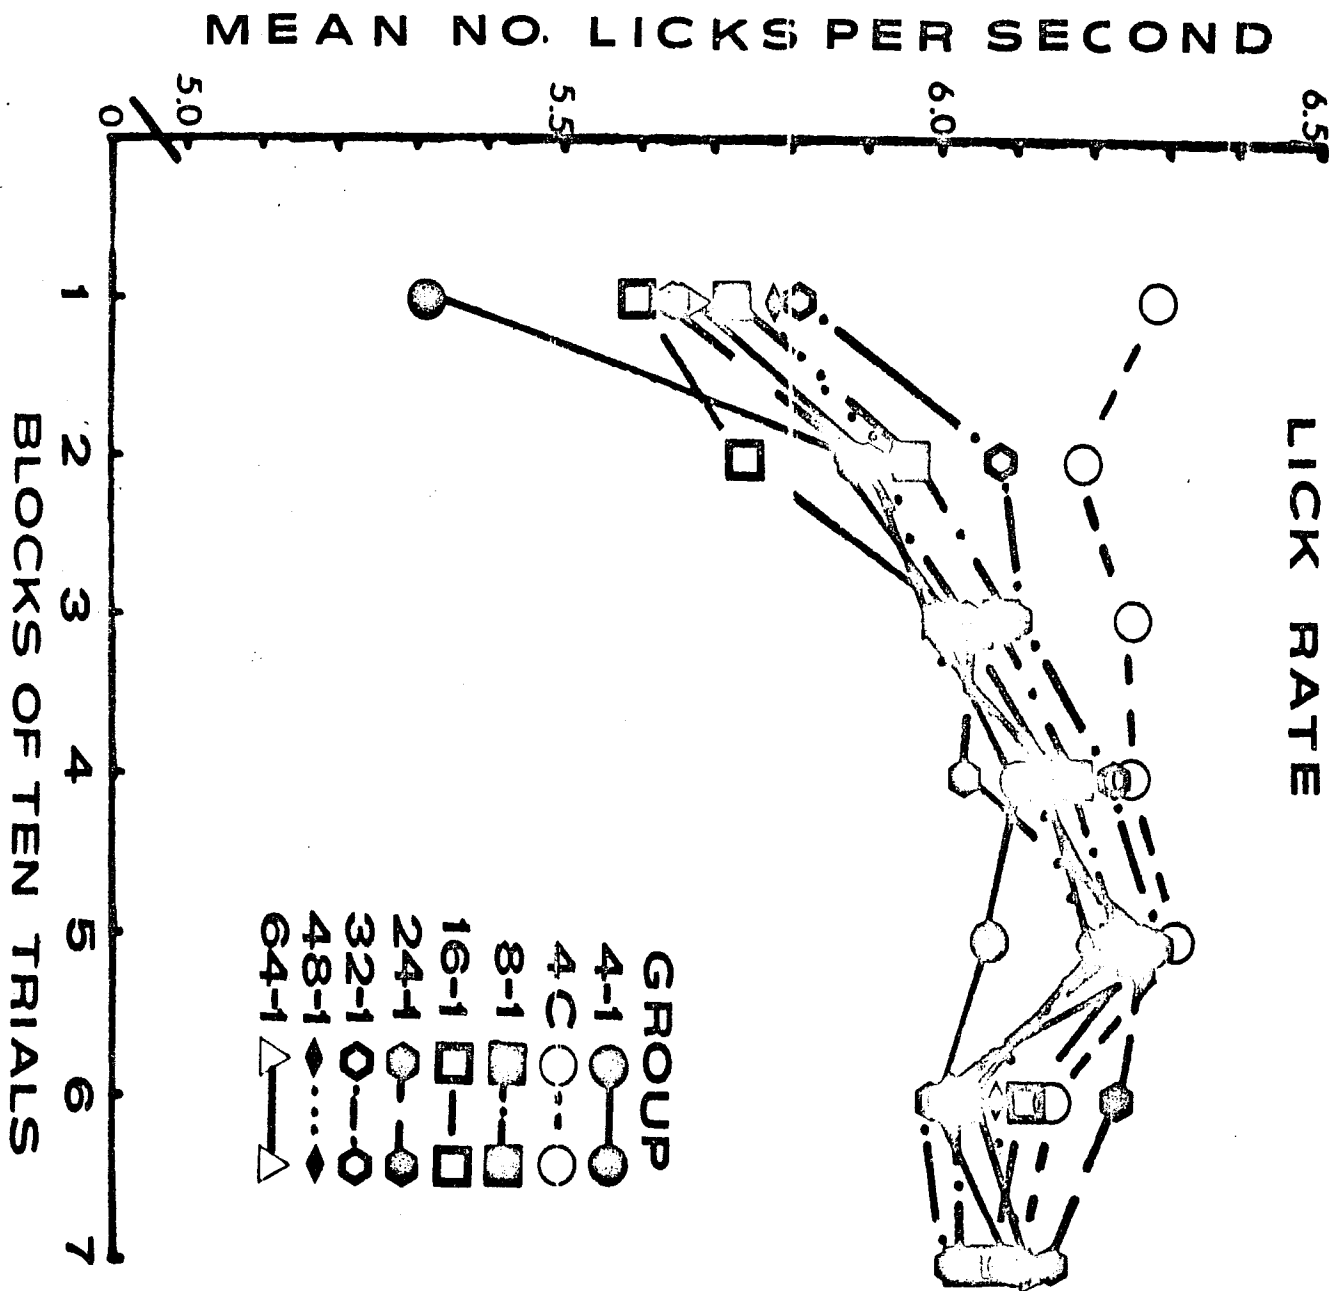 LICK RATE
MEAN NO. LICKS PER SECOND
6.5
6.0
5.5
5.0
0
1 2 3 4 5 6 7
BLOCKS OF TEN TRIALS
GROUP
4-1
4C
8-1
16-1
24-1
32-1
48-1
64-1